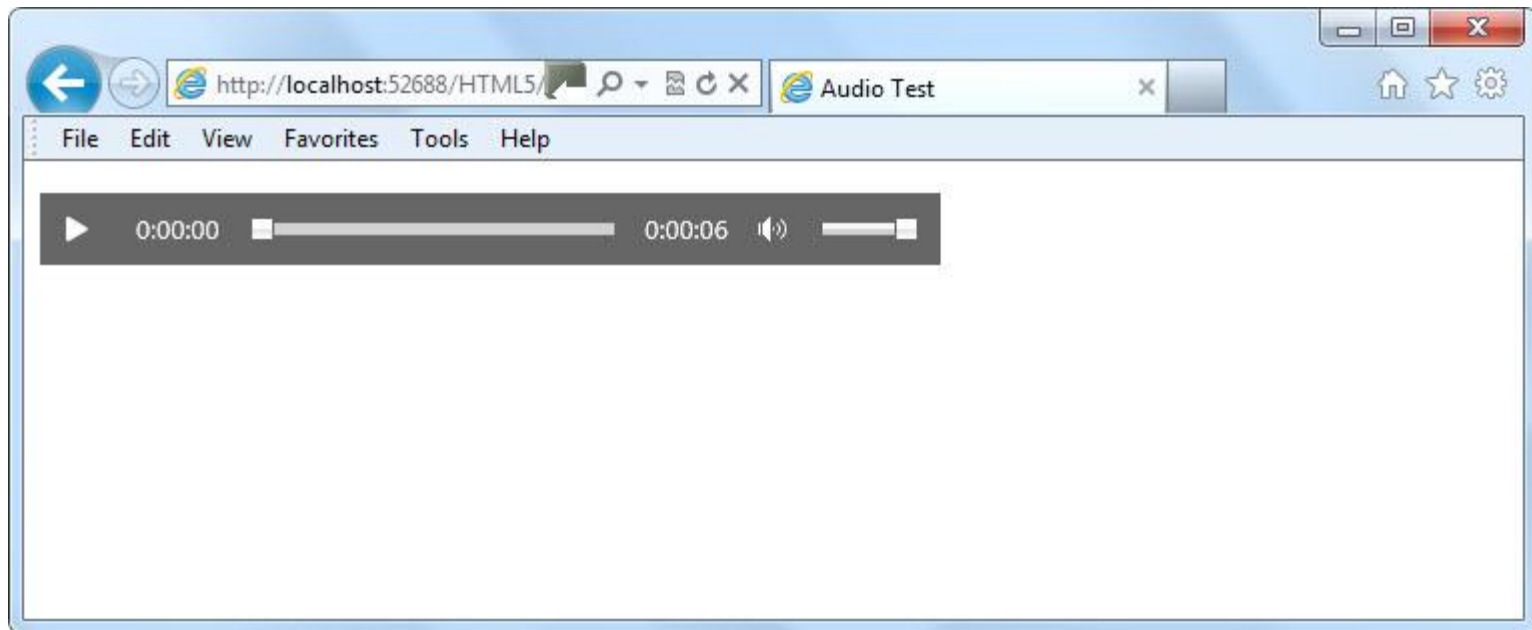 http://localhost:52688/HTML5/ Audio Test
File Edit View Favorites Tools Help
0:00:00 0:00:06